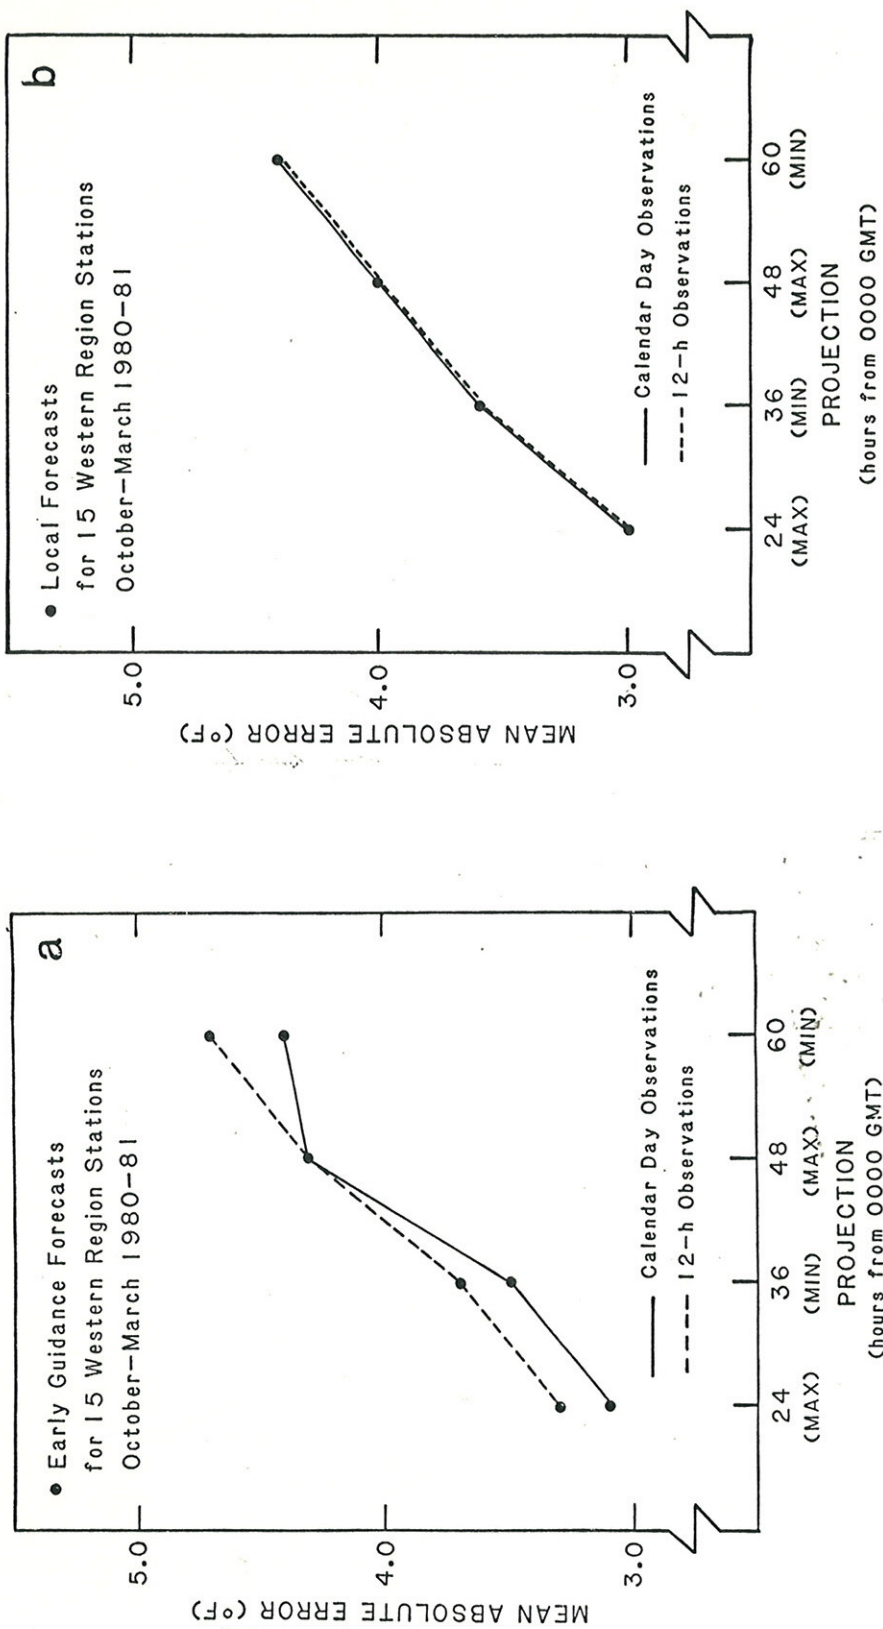 a
● Early Guidance Forecasts
for 15 Western Region Stations
October–March 1980-81
5.0
4.0
3.0
MEAN ABSOLUTE ERROR (°F)
Calendar Day Observations
12-h Observations
24 36 48 60
(MAX) (MIN) (MAX) (MIN)
PROJECTION
(hours from 0000 GMT)
b
● Local Forecasts
for 15 Western Region Stations
October–March 1980-81
5.0
4.0
3.0
MEAN ABSOLUTE ERROR (°F)
Calendar Day Observations
12-h Observations
24 36 48 60
(MAX) (MIN) (MAX) (MIN)
PROJECTION
(hours from 0000 GMT)